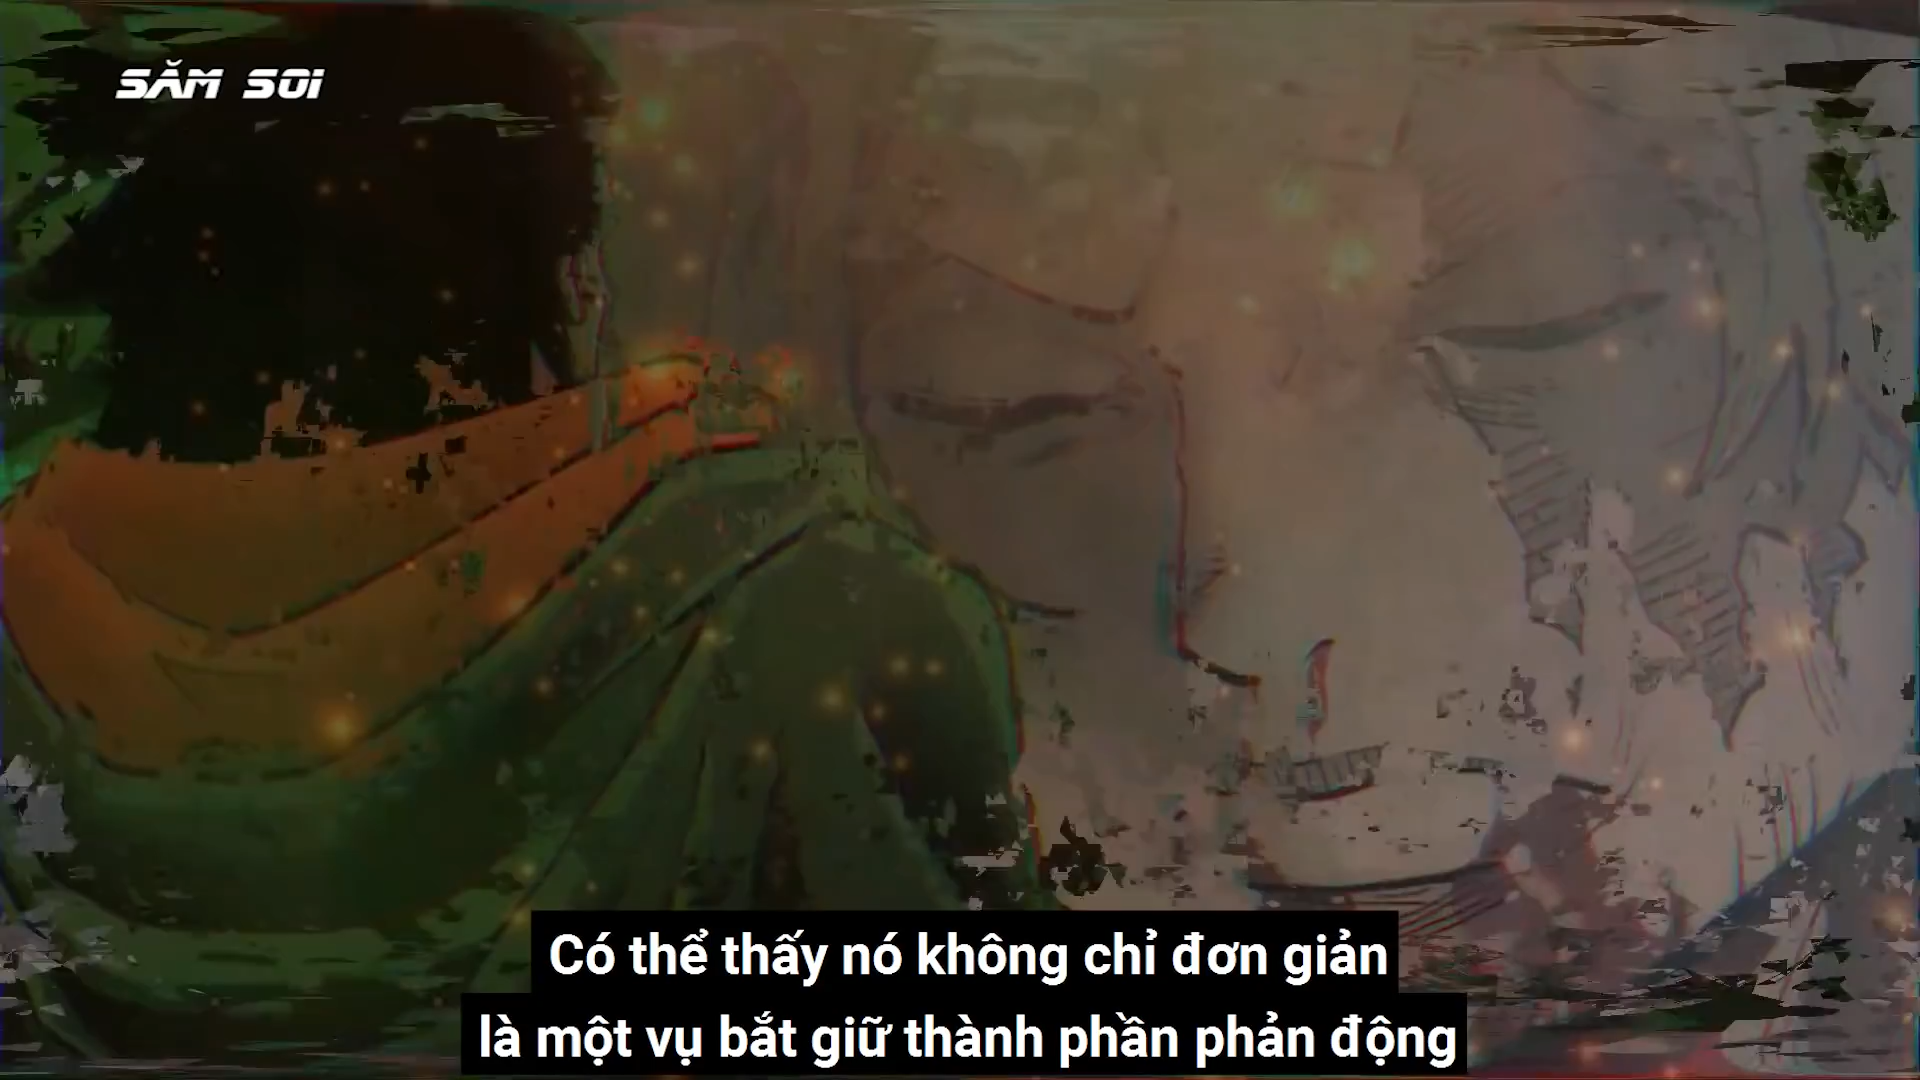 SĂM SOI
Có thể thấy nó không chỉ đơn giản
là một vụ bắt giữ thành phần phản động